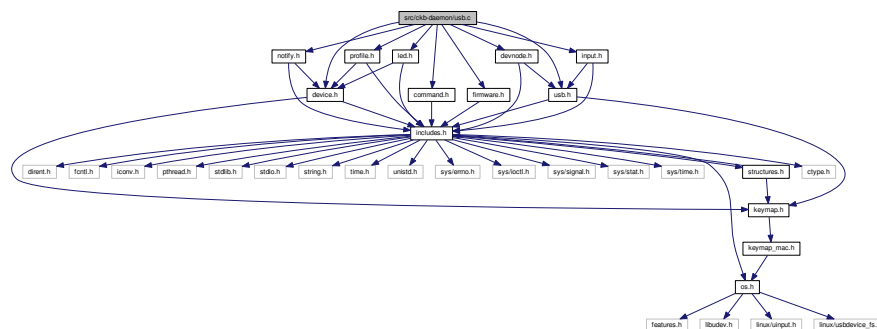 src/ckb-daemon/usb.c
notify.h profile.h led.h devnode.h input.h
device.h command.h firmware.h usb.h
includes.h
dirent.h fcntl.h iconv.h pthread.h stdlib.h stdio.h string.h time.h unistd.h sys/errno.h sys/ioctl.h sys/signal.h sys/stat.h sys/time.h structures.h ctype.h
keymap.h
keymap_mac.h
os.h
features.h libudev.h linux/uinput.h linux/usbdevice_fs.